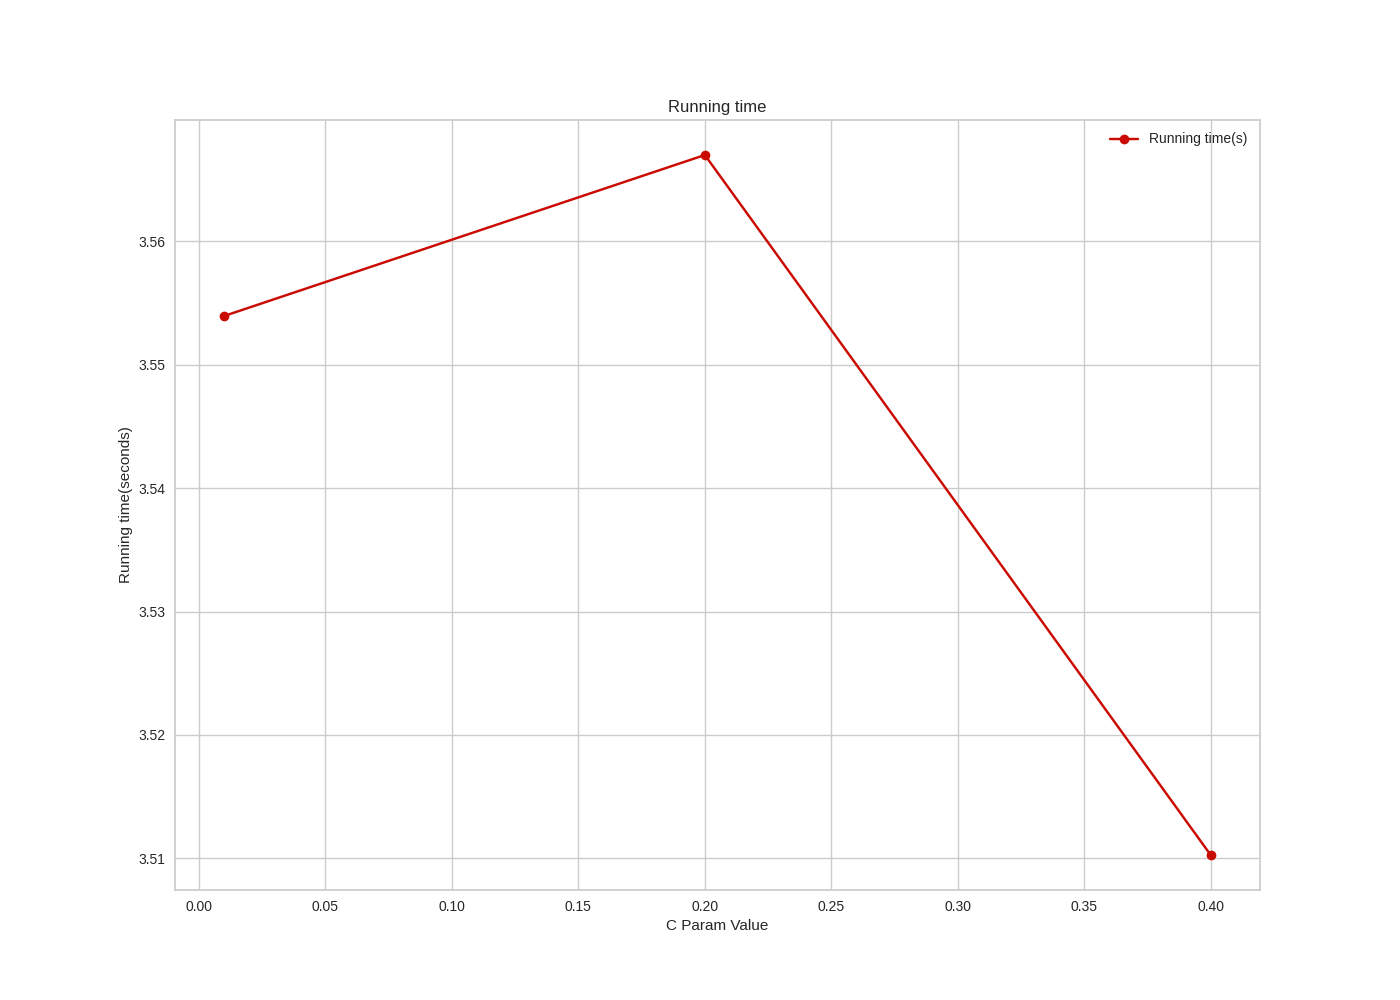 Running time
Running time(s)
3.56
3.55
3.54
3.53
3.52
3.51
Running time(seconds)
0.00 0.05 0.10 0.15 0.20 0.25 0.30 0.35 0.40
C Param Value